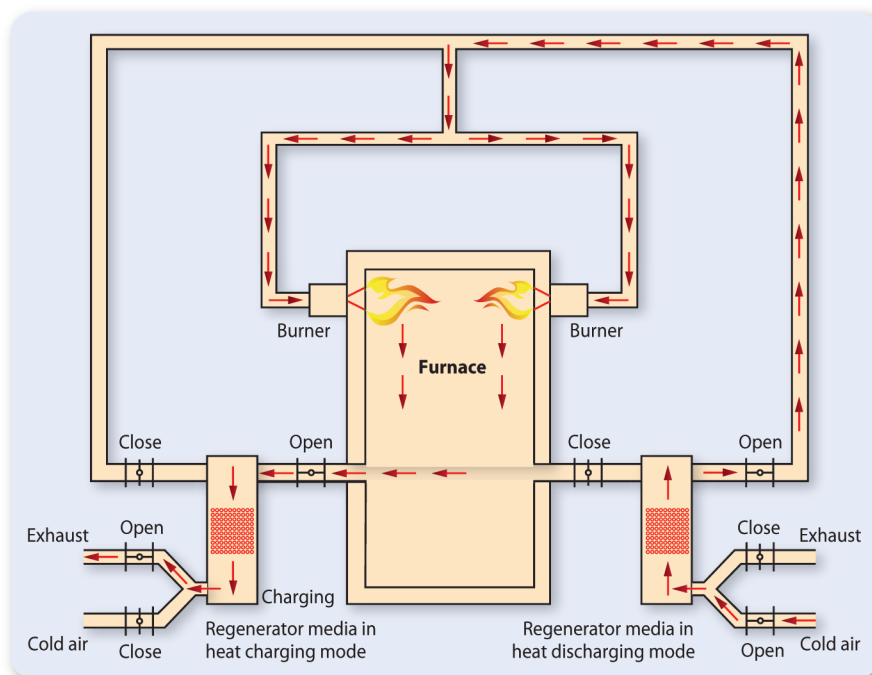 Burner
Burner
Furnace
Close
Open
Close
Open
Exhaust
Open
Close
Exhaust
Charging
Cold air
Close
Regenerator media in
heat charging mode
Regenerator media in
heat discharging mode
Open
Cold air